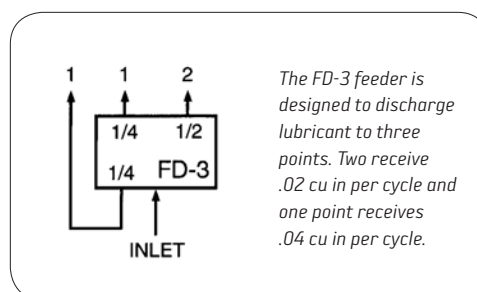 1 1 2
1/4 1/2
1/4 FD-3
INLET
The FD-3 feeder is
designed to discharge
lubricant to three
points. Two receive
.02 cu in per cycle and
one point receives
.04 cu in per cycle.